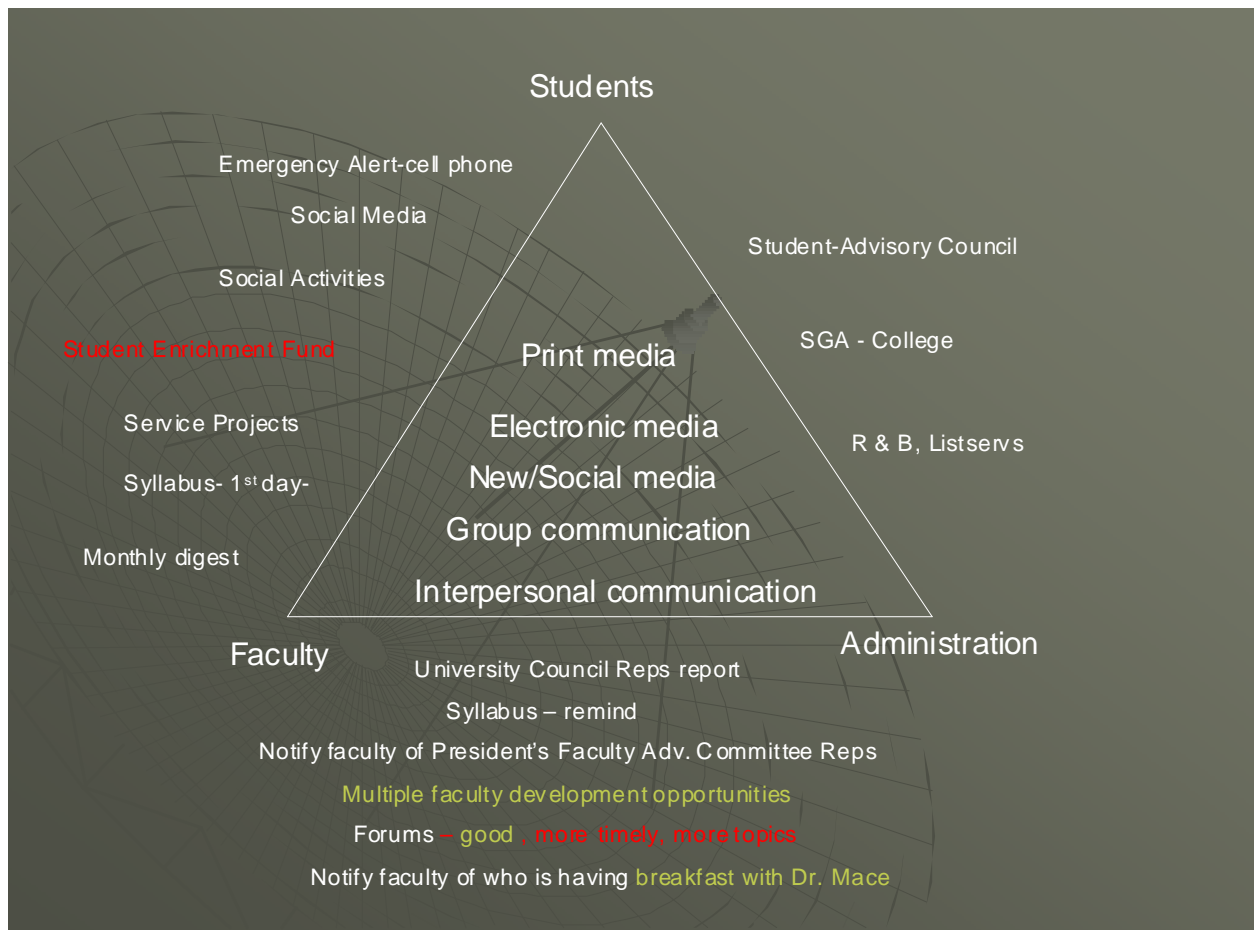 Students
Emergency Alert-cell phone
Social Media
Student-Advisory Council
Social Activities
SGA - College
Student Enrichment Fund
Print media
Service Projects
Electronic media
R & B, Listservs
New/Social media
Syllabus- 1st day-
Group communication
Monthly digest
Interpersonal communication
Faculty
Administration
University Council Reps report
Syllabus – remind
Notify faculty of President's Faculty Adv. Committee Reps
Multiple faculty development opportunities
Forums – good , more timely, more topics
Notify faculty of who is having breakfast with Dr. Mace